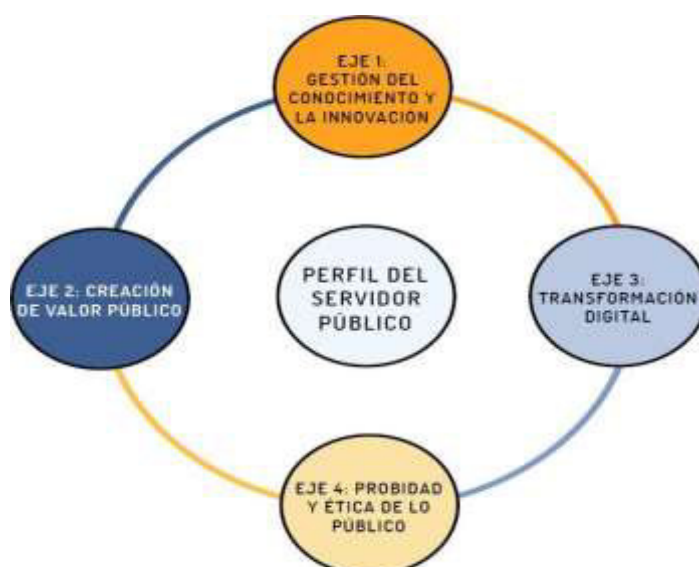 EJE 1:
GESTIÓN DEL
CONOCIMIENTO Y
LA INNOVACIÓN
EJE 2: CREACIÓN
DE VALOR PÚBLICO
PERFIL DEL
SERVIDOR
PÚBLICO
EJE 3:
TRANSFORMACIÓN
DIGITAL
EJE 4: PROBIDAD
Y ÉTICA DE LO
PÚBLICO